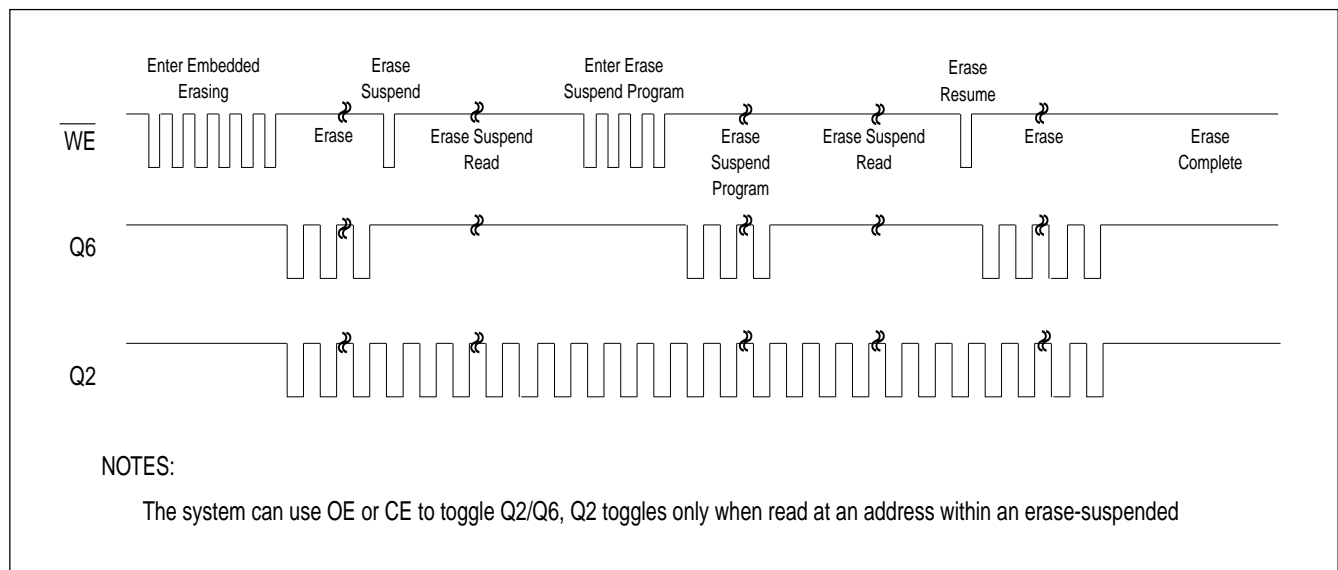 Enter Embedded
Erasing
Erase
Suspend
Enter Erase
Suspend Program
Erase
Resume
WE
Erase
Erase Suspend
Read
Erase
Suspend
Program
Erase Suspend
Read
Erase
Erase
Complete
Q6
Q2
NOTES:
The system can use OE or CE to toggle Q2/Q6, Q2 toggles only when read at an address within an erase-suspended